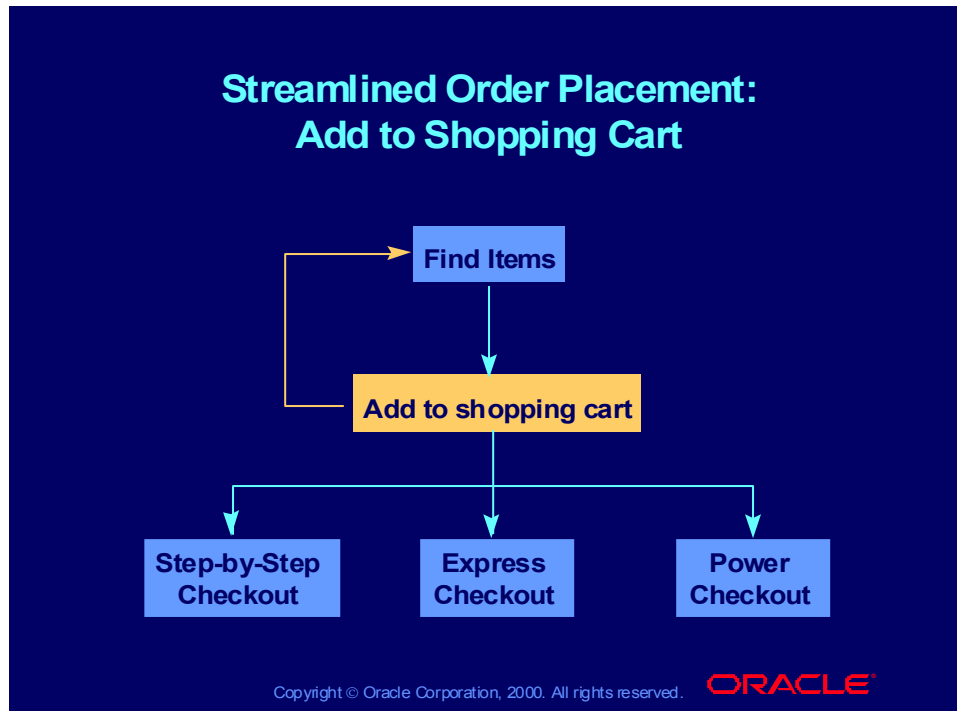 Streamlined Order Placement:
Add to Shopping Cart
Find Items
Add to shopping cart
Step-by-Step
Checkout
Express
Checkout
Power
Checkout
Copyright © Oracle Corporation, 2000. All rights reserved.
ORACLE®